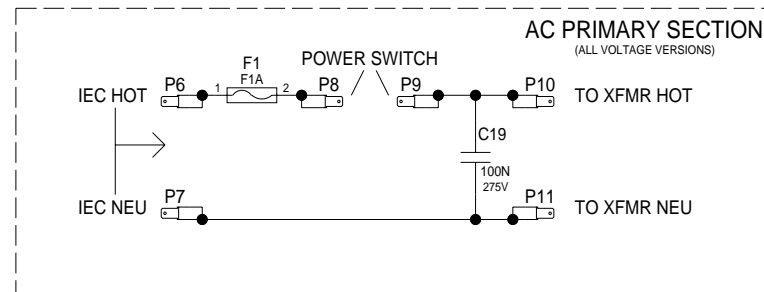 AC PRIMARY SECTION
(ALL VOLTAGE VERSIONS)
F1
F1A
POWER SWITCH
P6
1
2
P8
P9
P10
IEC HOT
TO XFMR HOT
C19
100N
275V
P7
P11
IEC NEU
TO XFMR NEU